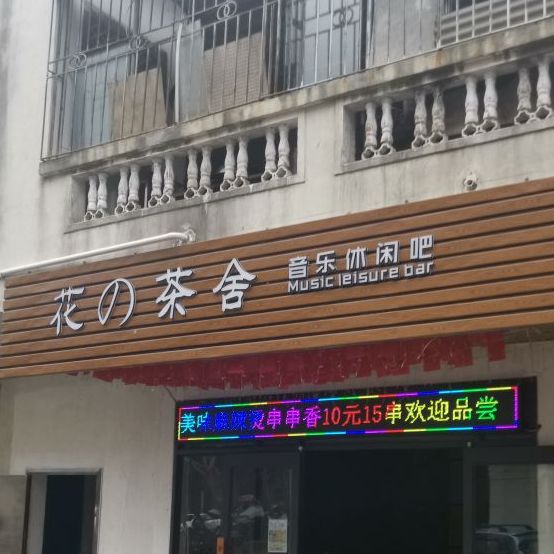 花の茶舍
音乐休闲吧
Music leisure bar
美味麻辣烫串串香10元15串欢迎品尝